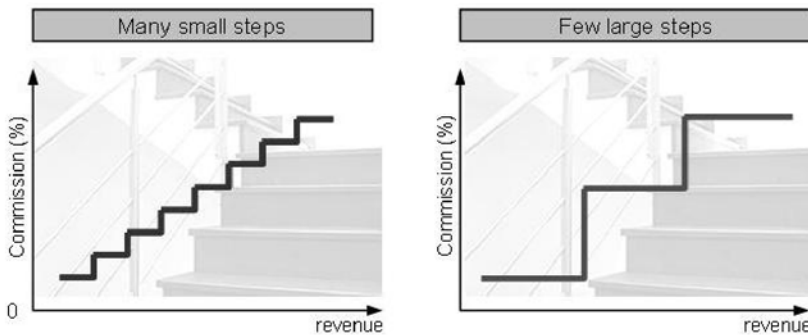 Many small steps
Few large steps
Commission (%)
0
revenue
Commission (%)
revenue